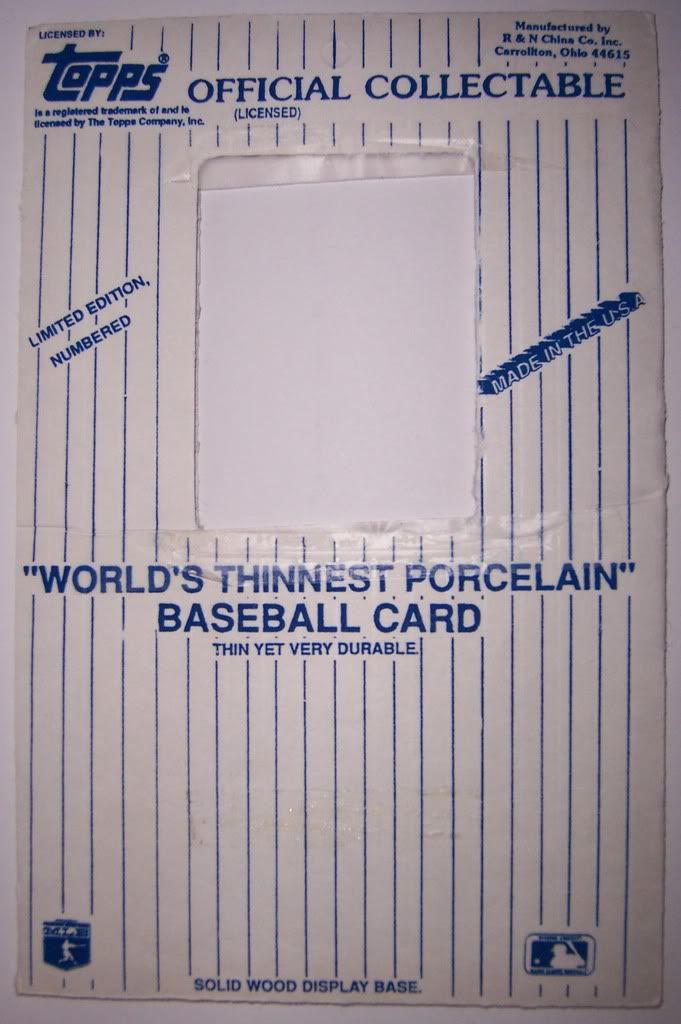 LICENSED BY:
Topps®
Is a registered trademark of and is
licensed by The Topps Company, Inc.
Manufactured by
R & N China Co. Inc.
Carrollton, Ohio 44615
OFFICIAL COLLECTABLE
(LICENSED)
LIMITED EDITION,
NUMBERED
MADE IN THE U.S.A
"WORLD'S THINNEST PORCELAIN"
BASEBALL CARD
THIN YET VERY DURABLE.
SOLID WOOD DISPLAY BASE.